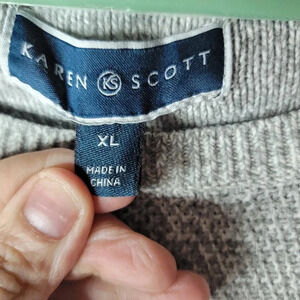 KAREN KS SCOTT
XL
MADE IN
CHINA